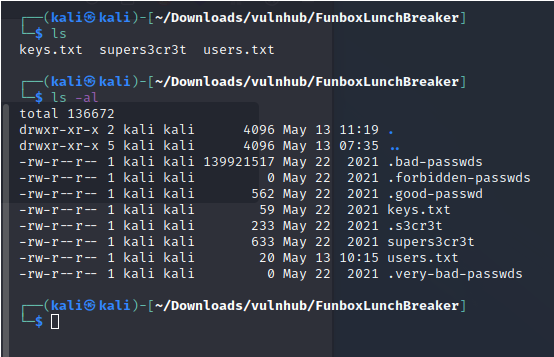 ┌──(kali㉿kali)-[~/Downloads/vulnhub/FunboxLunchBreaker]
└─$ ls
keys.txt  supers3cr3t  users.txt
┌──(kali㉿kali)-[~/Downloads/vulnhub/FunboxLunchBreaker]
└─$ ls -al
total 136672
drwxr-xr-x 2 kali kali      4096 May 13 11:19 .
drwxr-xr-x 5 kali kali      4096 May 13 07:35 ..
-rw-r--r-- 1 kali kali 139921517 May 22  2021 .bad-passwds
-rw-r--r-- 1 kali kali         0 May 22  2021 .forbidden-passwds
-rw-r--r-- 1 kali kali       562 May 22  2021 .good-passwd
-rw-r--r-- 1 kali kali        59 May 22  2021 keys.txt
-rw-r--r-- 1 kali kali       233 May 22  2021 .s3cr3t
-rw-r--r-- 1 kali kali       633 May 22  2021 supers3cr3t
-rw-r--r-- 1 kali kali        20 May 13 10:15 users.txt
-rw-r--r-- 1 kali kali         0 May 22  2021 .very-bad-passwds
┌──(kali㉿kali)-[~/Downloads/vulnhub/FunboxLunchBreaker]
└─$